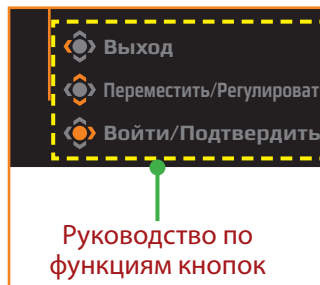 Выход
Переместить/Регулироват
Войти/Подтвердить
Руководство по
функциям кнопок